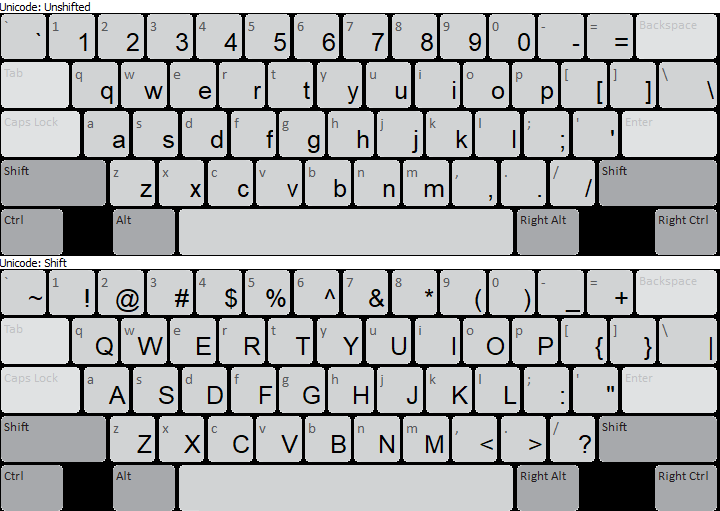 Unicode: Unshifted
` ` 1 1 2 2 3 3 4 4 5 5 6 6 7 7 8 8 9 9 0 0 - - = = Backspace
Tab q q w w e e r r t t y y u u i i o o p p [ [ ] ] \ \
Caps Lock a a s s d d f f g g h h j j k k l l ; ; ' ' Enter
Shift z z x x c c v v b b n n m m , , . . / / Shift
Ctrl Alt Right Alt Right Ctrl
Unicode: Shift
` ~ 1 ! 2 @ 3 # 4 $ 5 % 6 ^ 7 & 8 * 9 ( 0 ) - _ = + Backspace
Tab q Q w W e E r R t T y Y u U i I o O p P [ { ] } \ |
Caps Lock a A s S d D f F g G h H j J k K l L ; : ' " Enter
Shift z Z x X c C v V b B n N m M , < . > / ? Shift
Ctrl Alt Right Alt Right Ctrl